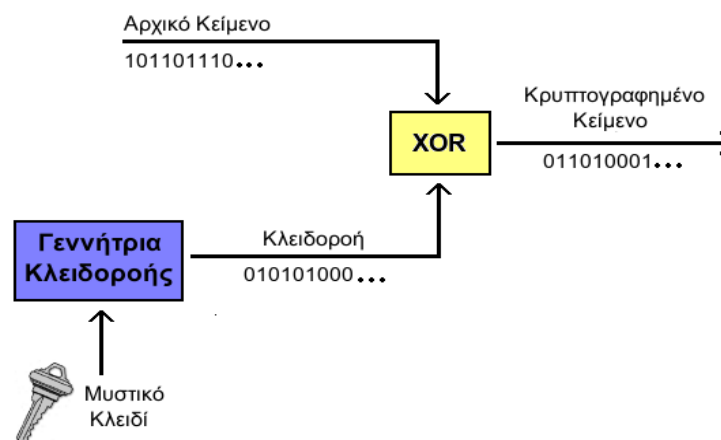 Αρχικό Κείμενο
101101110...
Κρυπτογραφημένο
Κείμενο
XOR
011010001...
Γεννήτρια
Κλειδοροής
Κλειδοροή
010101000...
Μυστικό
Κλειδί